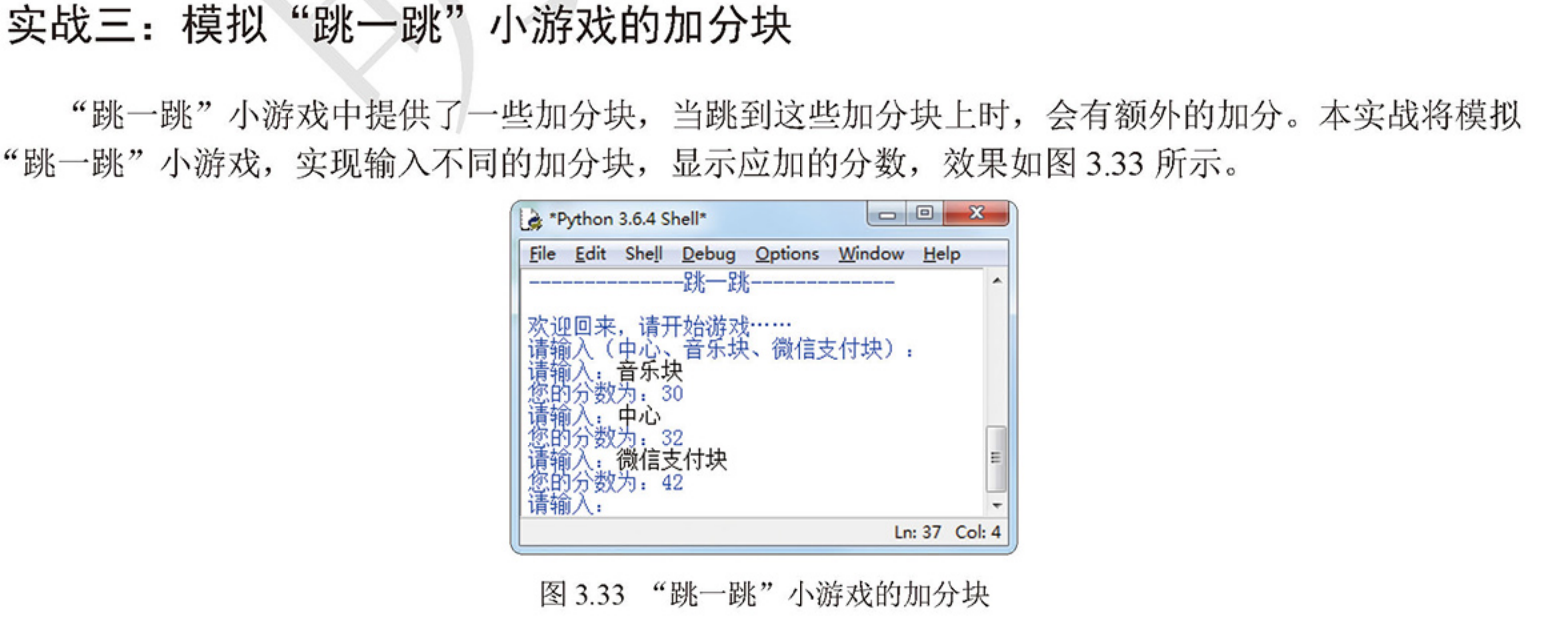 实战三：模拟“跳一跳”小游戏的加分块
“跳一跳”小游戏中提供了一些加分块，当跳到这些加分块上时，会有额外的加分。本实战将模拟
“跳一跳”小游戏，实现输入不同的加分块，显示应加的分数，效果如图 3.33 所示。
*Python 3.6.4 Shell*
File Edit Shell Debug Options Window Help
--------------跳一跳-------------
欢迎回来，请开始游戏……
请输入（中心、音乐块、微信支付块）：
请输入：音乐块
您的分数为：30
请输入：中心
您的分数为：32
请输入：微信支付块
您的分数为：42
请输入：
Ln: 37 Col: 4
图 3.33 “跳一跳”小游戏的加分块